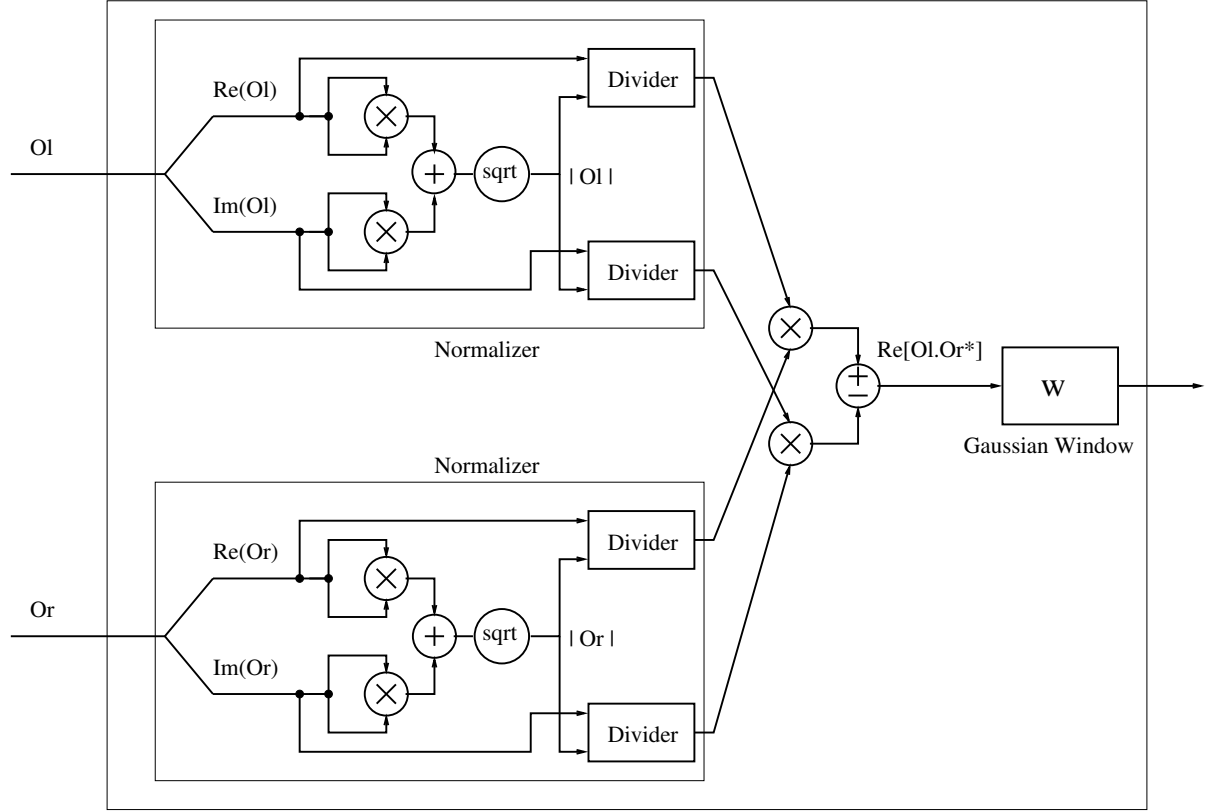 Divider
Re(Ol)
×
Ol
+
sqrt
| Ol |
Im(Ol)
×
Divider
Normalizer
×
Re[Ol.Or*]
+
−
W
×
Gaussian Window
Normalizer
Divider
Re(Or)
×
Or
+
sqrt
| Or |
Im(Or)
×
Divider